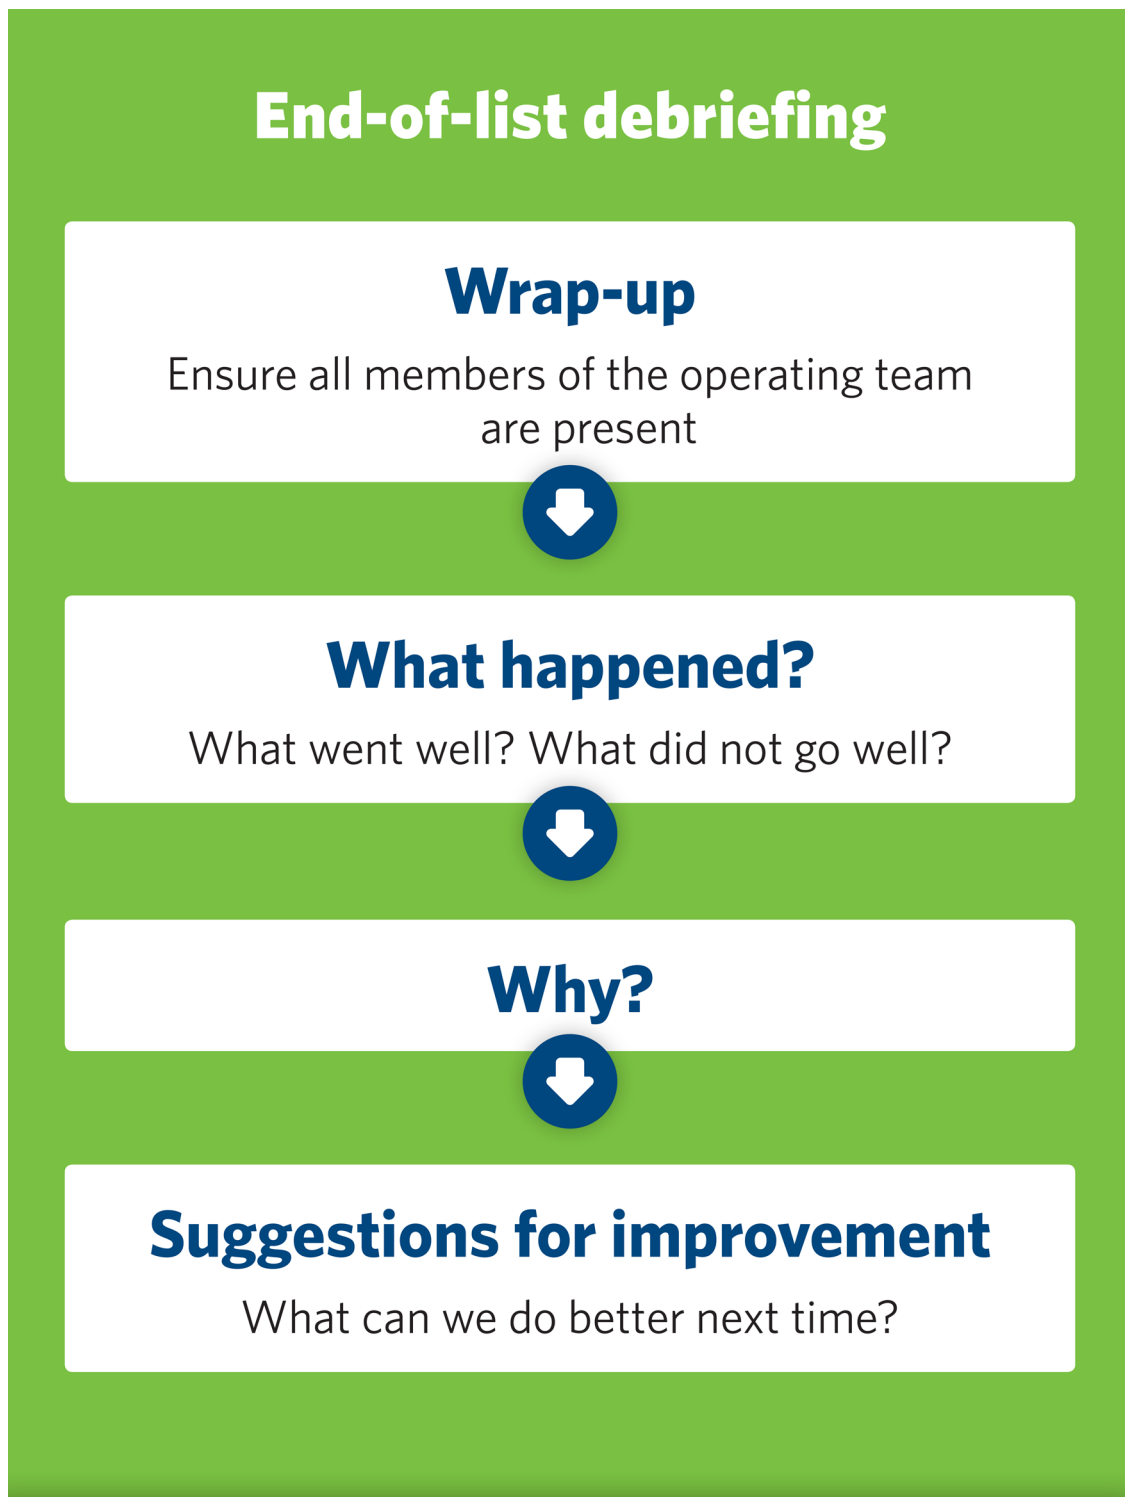 End-of-list debriefing
Wrap-up
Ensure all members of the operating team
are present
What happened?
What went well? What did not go well?
Why?
Suggestions for improvement
What can we do better next time?